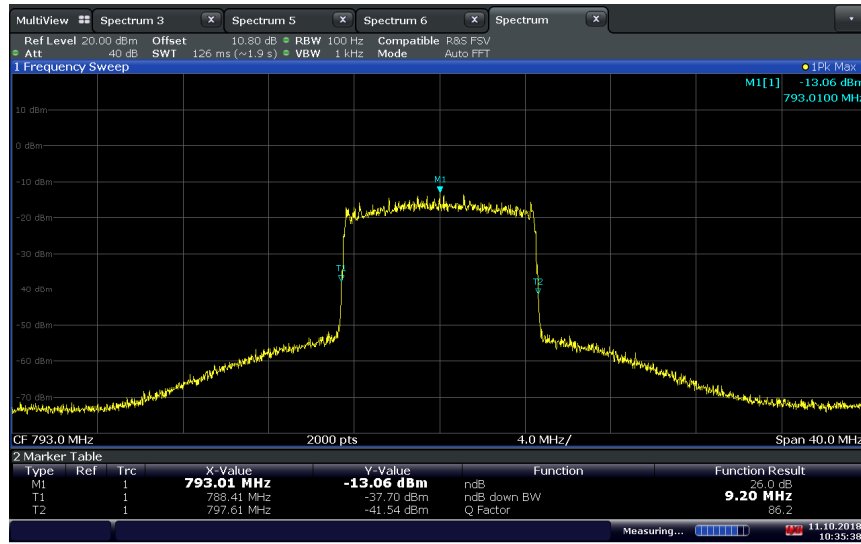 MultiView Spectrum 3 X Spectrum 5 X Spectrum 6 X Spectrum X
Ref Level 20.00 dBm Offset 10.80 dB RBW 100 Hz Compatible R&S FSV
Att 40 dB SWT 126 ms (~1.9 s) VBW 1 kHz Mode Auto FFT
1 Frequency Sweep 1Pk Max
M1[1] -13.06 dBm
793.0100 MHz
10 dBm
0 dBm
-10 dBm
M1
-20 dBm
-30 dBm
T1
T2
40 dBm
-50 dBm
-60 dBm
-70 dBm
CF 793.0 MHz 2000 pts 4.0 MHz/ Span 40.0 MHz
2 Marker Table
Type Ref Trc X-Value Y-Value Function Function Result
M1 1 793.01 MHz -13.06 dBm ndB 26.0 dB
T1 1 788.41 MHz -37.70 dBm ndB down BW 9.20 MHz
T2 1 797.61 MHz -41.54 dBm Q Factor 86.2
Measuring... 11.10.2018
10:35:38